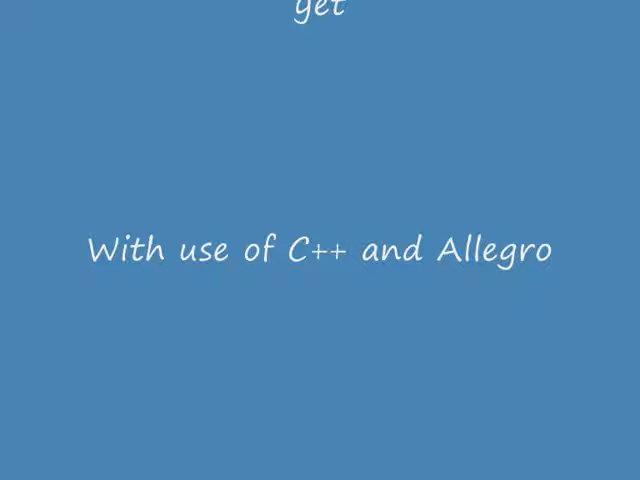 yet
With use of C++ and Allegro